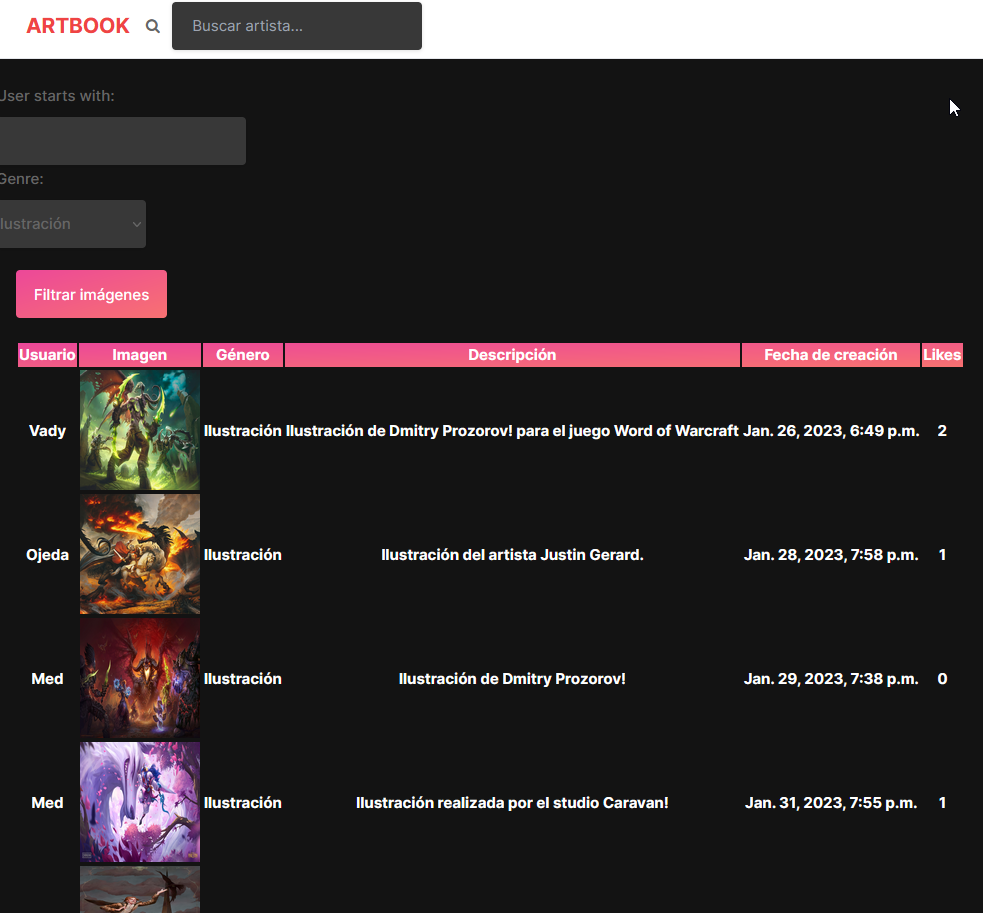 ARTBOOK Buscar artista...
User starts with:
Genre:
Ilustración
Filtrar imágenes
Usuario Imagen Género Descripción Fecha de creación Likes
Vady Ilustración Ilustración de Dmitry Prozorov! para el juego Word of Warcraft Jan. 26, 2023, 6:49 p.m. 2
Ojeda Ilustración Ilustración del artista Justin Gerard. Jan. 28, 2023, 7:58 p.m. 1
Med Ilustración Ilustración de Dmitry Prozorov! Jan. 29, 2023, 7:38 p.m. 0
Med Ilustración Ilustración realizada por el studio Caravan! Jan. 31, 2023, 7:55 p.m. 1